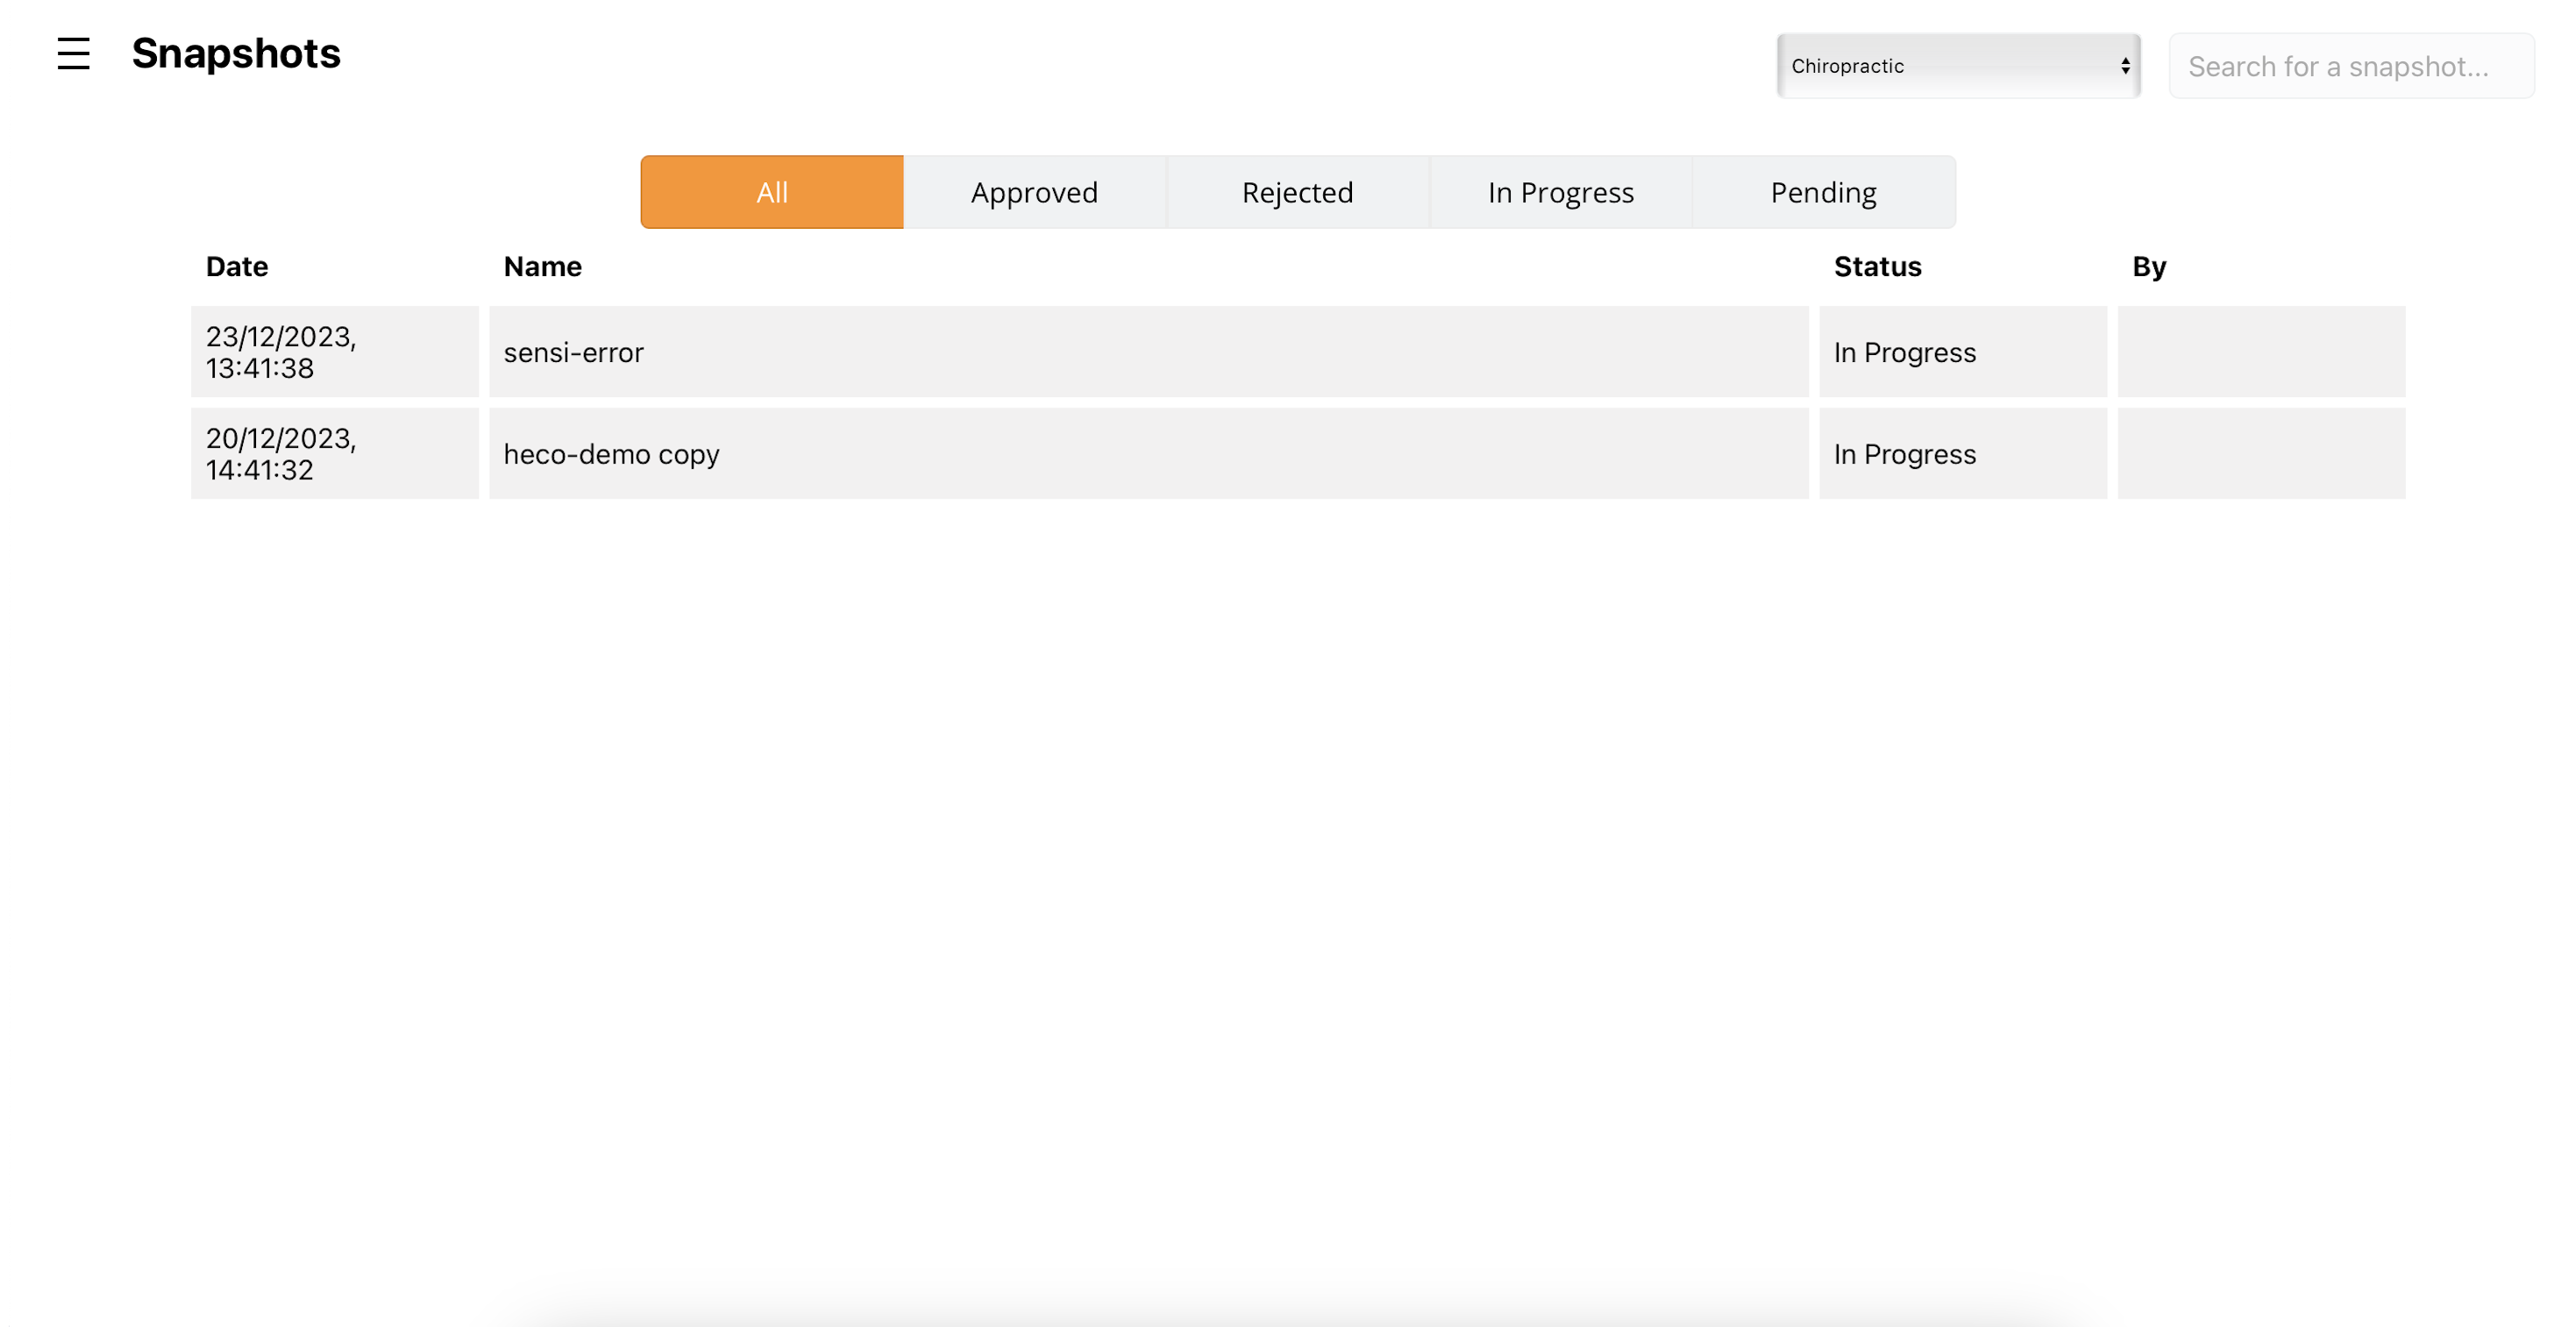 Snapshots
Chiropractic
Search for a snapshot...
All
Approved
Rejected
In Progress
Pending
Date
Name
Status
By
23/12/2023,
13:41:38
sensi-error
In Progress
20/12/2023,
14:41:32
heco-demo copy
In Progress